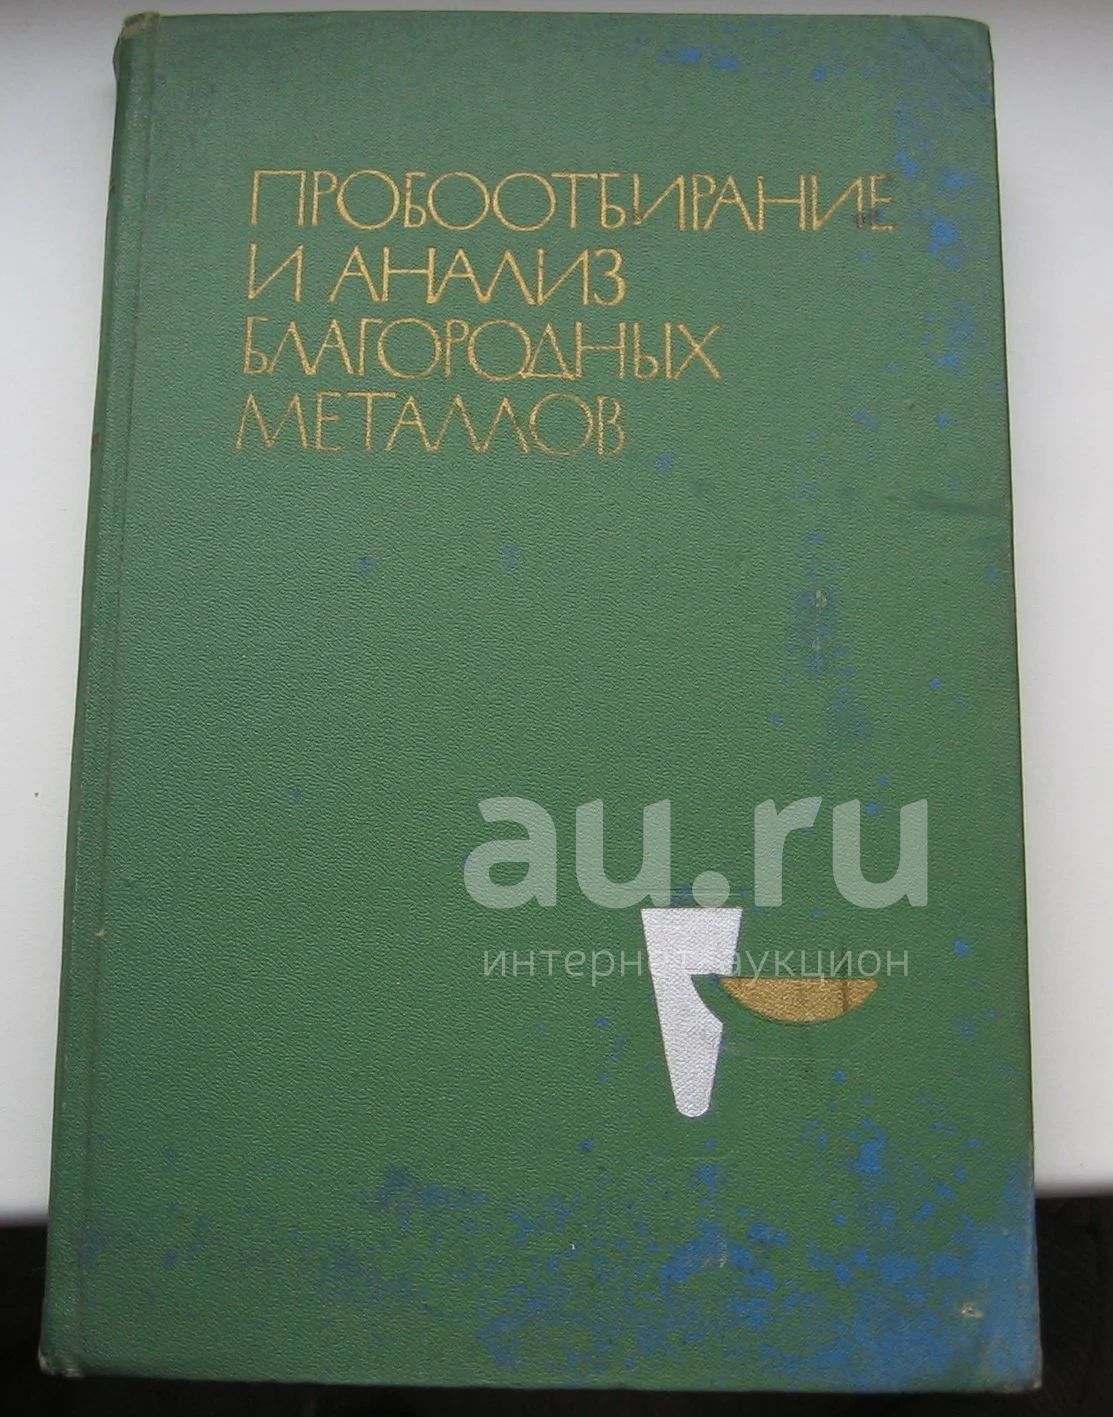 ПРОБООТБИРАНИЕ
И АНАЛИЗ
БЛАГОРОДНЫХ
МЕТАЛЛОВ
au.ru
интернет аукцион